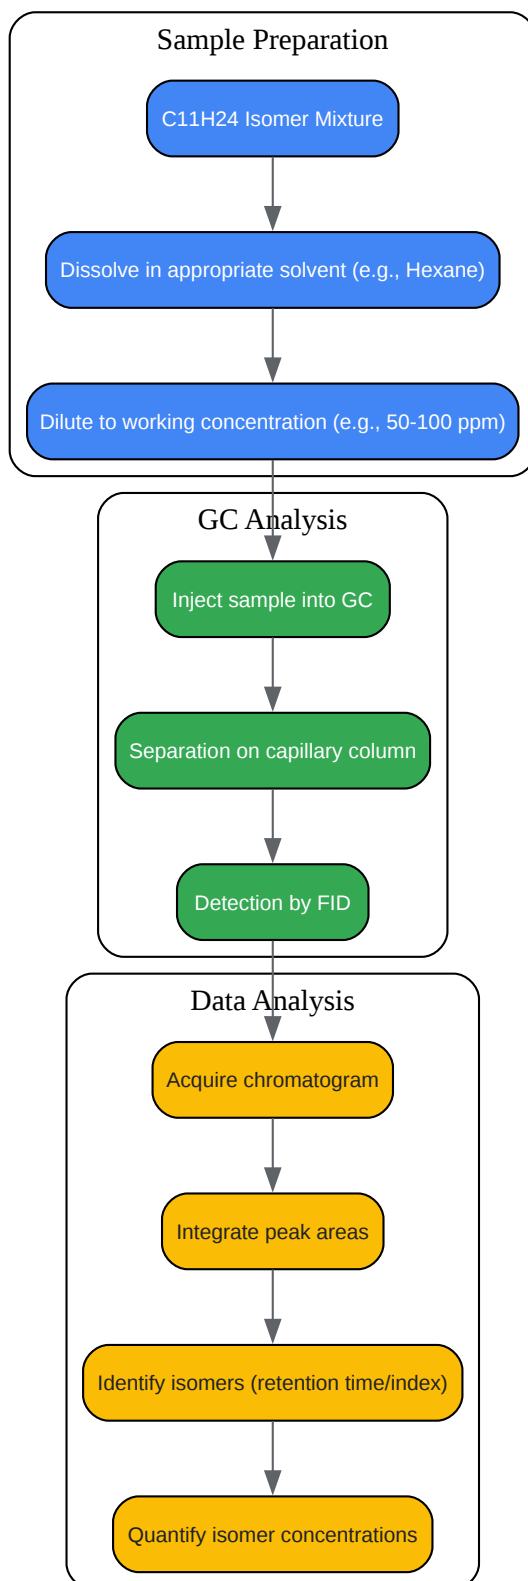 Sample Preparation
C11H24 Isomer Mixture
Dissolve in appropriate solvent (e.g., Hexane)
Dilute to working concentration (e.g., 50-100 ppm)
GC Analysis
Inject sample into GC
Separation on capillary column
Detection by FID
Data Analysis
Acquire chromatogram
Integrate peak areas
Identify isomers (retention time/index)
Quantify isomer concentrations